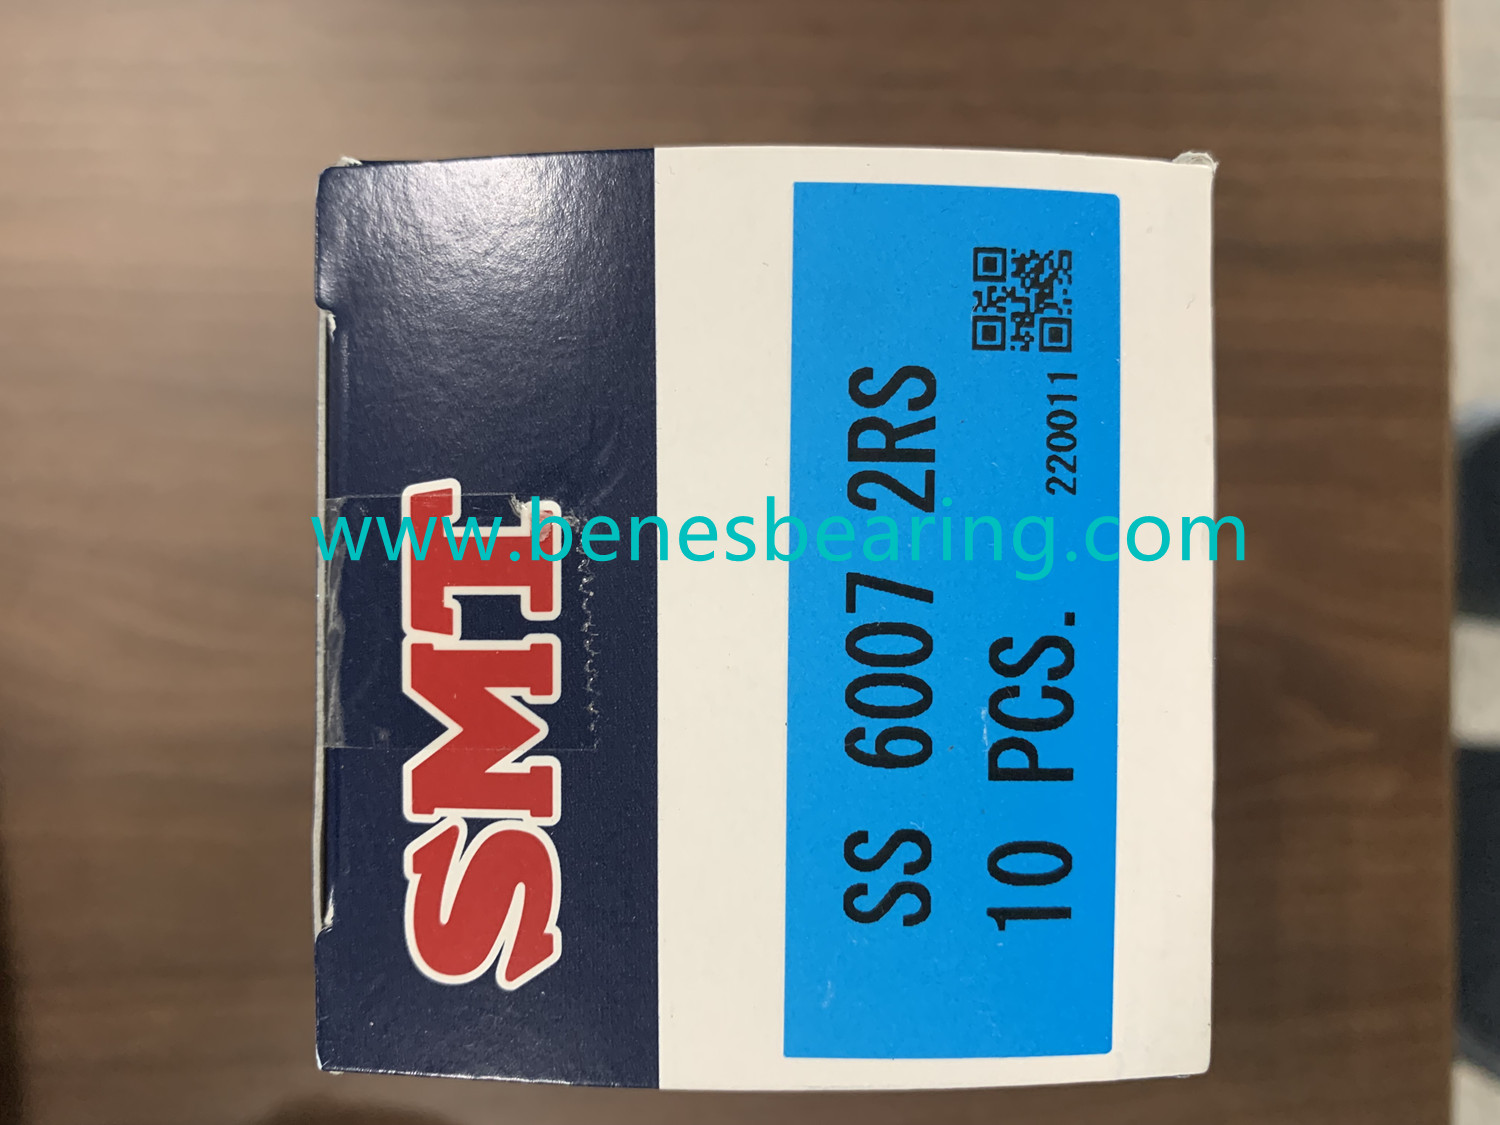 SMT
SS 6007 2RS
10 PCS.
220011
www.benesbearing.com